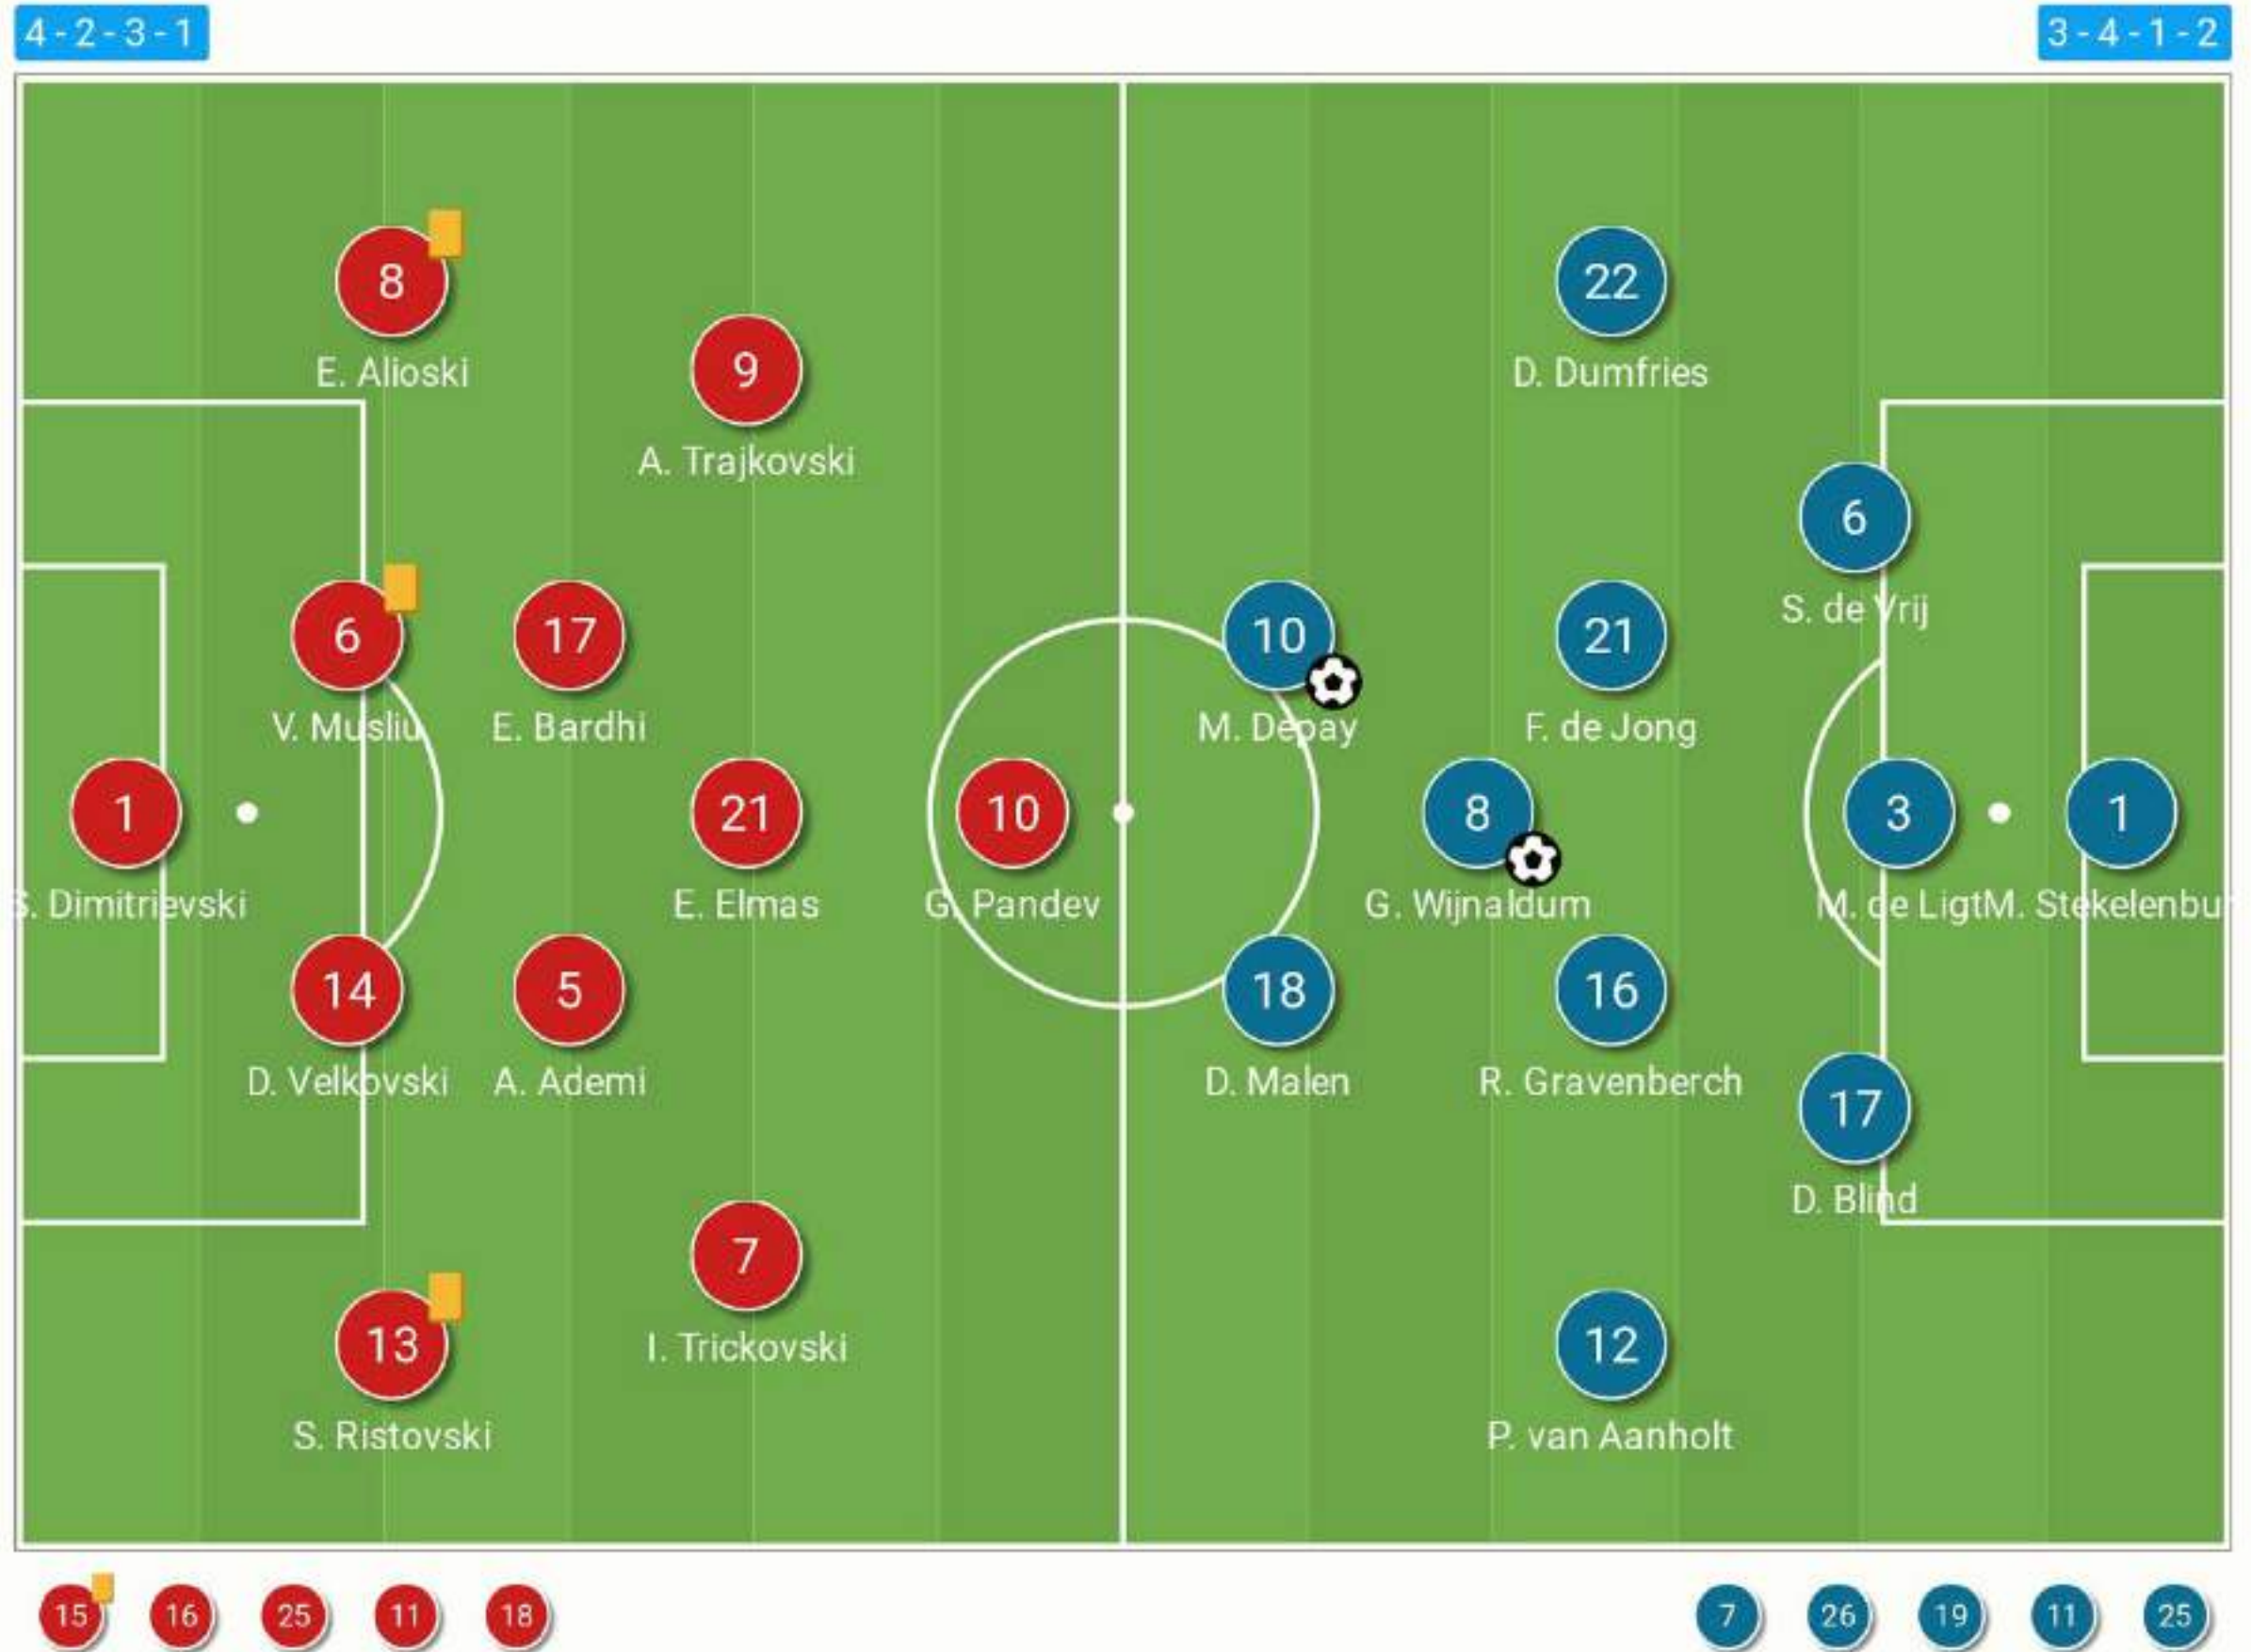 4 - 2 - 3 - 1
3 - 4 - 1 - 2
8
E. Alioski
22
D. Dumfries
9
A. Trajkovski
6
S. de Vrij
6
V. Musliu
17
E. Bardhi
10
M. Depay
21
F. de Jong
1
S. Dimitrievski
21
E. Elmas
10
G. Pandev
8
G. Wijnaldum
3
M. de Ligt
1
M. Stekelenbu
14
D. Velkovski
5
A. Ademi
18
D. Malen
16
R. Gravenberch
17
D. Blind
7
I. Trickovski
13
S. Ristovski
12
P. van Aanholt
15 16 25 11 18
7 26 19 11 25